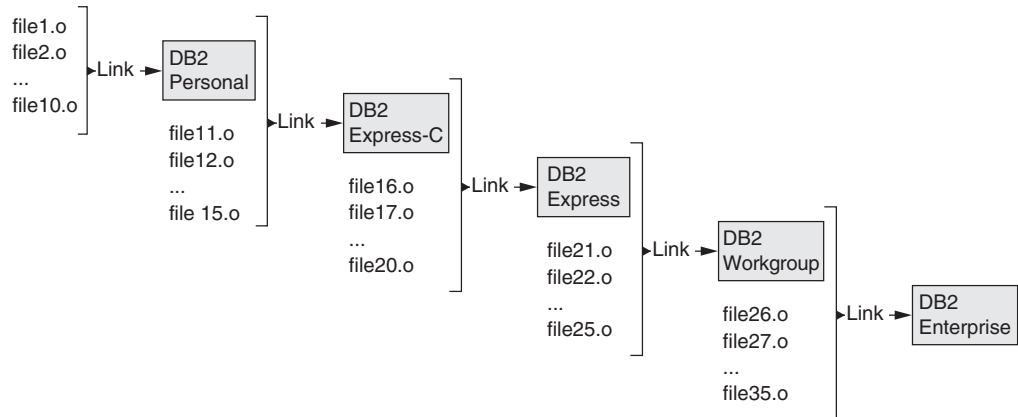 file1.o
file2.o
...
file10.o
Link
DB2
Personal
file11.o
file12.o
...
file 15.o
Link
DB2
Express-C
file16.o
file17.o
...
file20.o
Link
DB2
Express
file21.o
file22.o
...
file25.o
Link
DB2
Workgroup
file26.o
file27.o
...
file35.o
Link
DB2
Enterprise